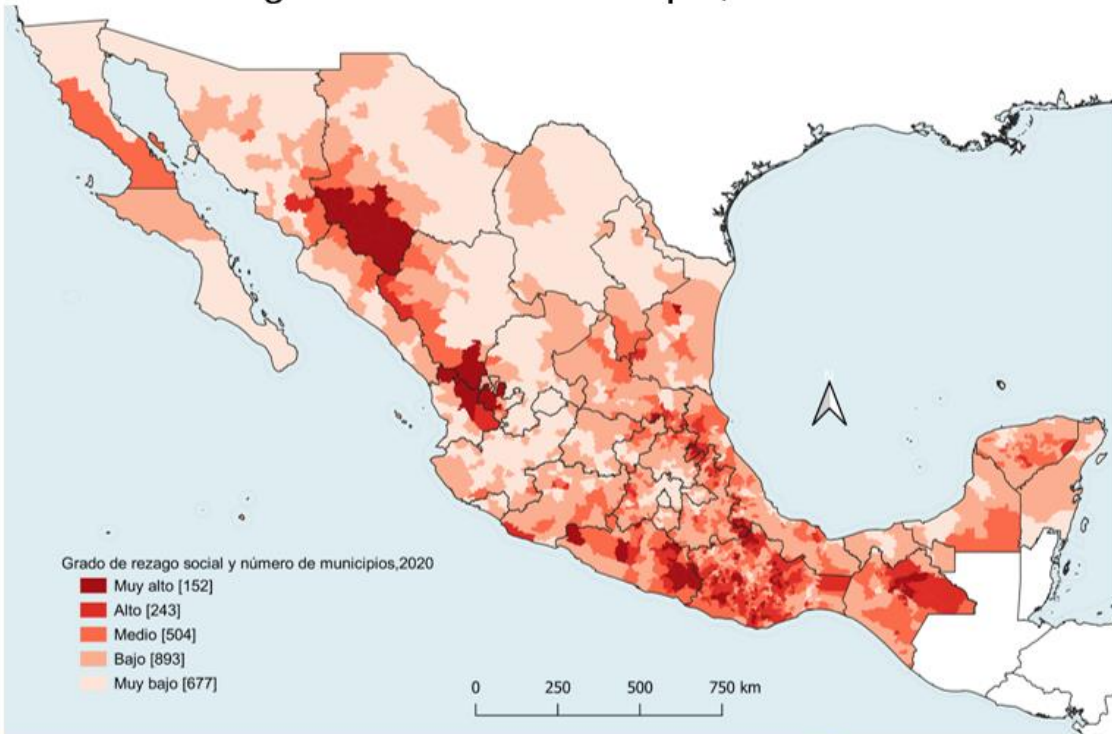 Grado de rezago social y número de municipios,2020
Muy alto [152]
Alto [243]
Medio [504]
Bajo [893]
Muy bajo [677]
0 250 500 750 km